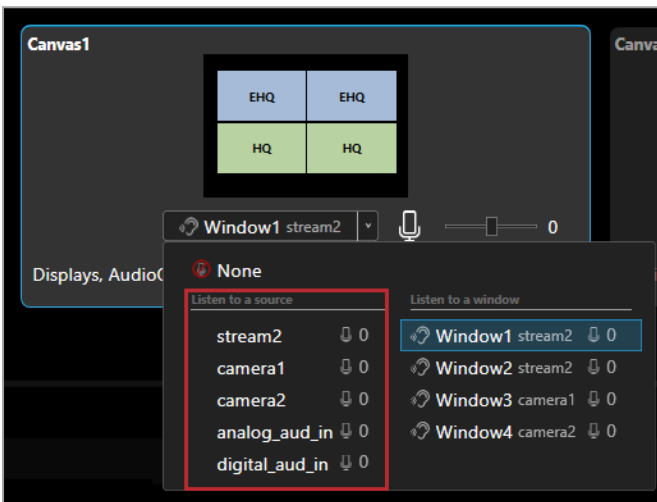 Canvas1
Canva
EHQ EHQ
HQ HQ
Window1 stream2 0
Displays, Audio
None
Listen to a source Listen to a window
stream2 0 Window1 stream2 0
camera1 0 Window2 stream2 0
camera2 0 Window3 camera1 0
analog_aud_in 0 Window4 camera2 0
digital_aud_in 0